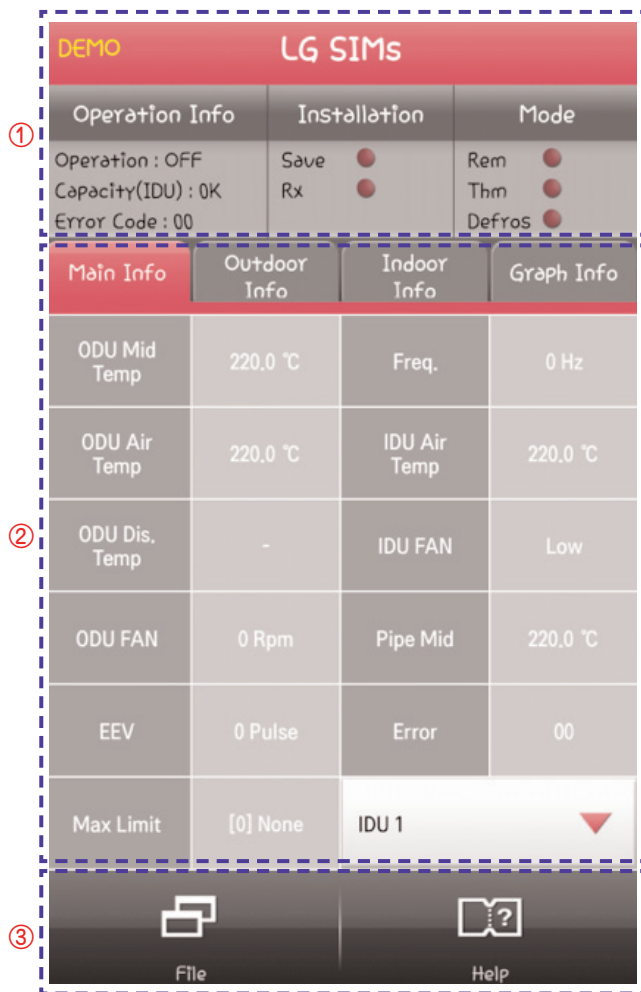 DEMO
LG SIMs
①
Operation Info
Installation
Mode
Operation : OFF
Save
Rem
Capacity(IDU) : 0K
Rx
Thm
Error Code : 00
Defros
②
Main Info
Outdoor
Info
Indoor
Info
Graph Info
ODU Mid
Temp
220.0 ℃
Freq.
0 Hz
ODU Air
Temp
220.0 ℃
IDU Air
Temp
220.0 ℃
ODU Dis.
Temp
-
IDU FAN
Low
ODU FAN
0 Rpm
Pipe Mid
220.0 ℃
EEV
0 Pulse
Error
00
Max Limit
[0] None
IDU 1
③
?
File
Help